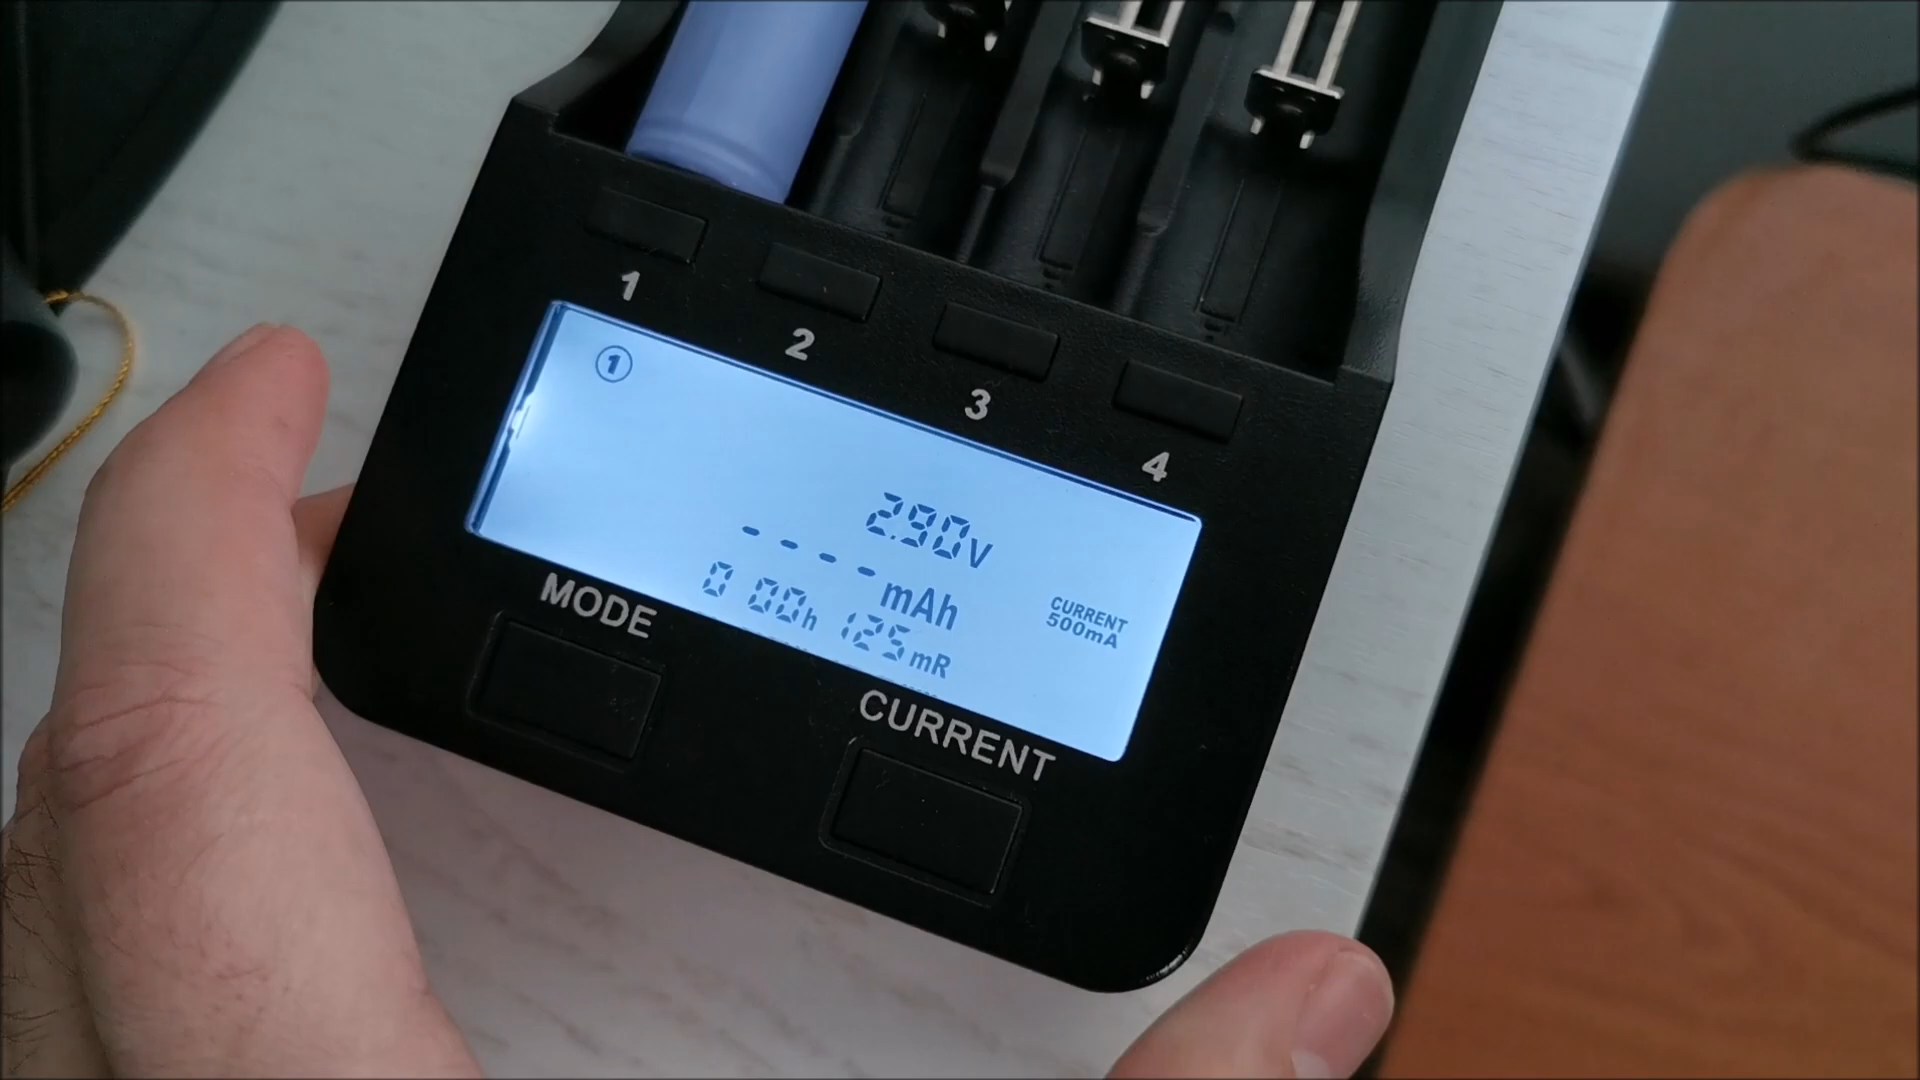 1
2
3
4
①
2.90V
----mAh
0 00h 125mR
CURRENT
500mA
MODE
CURRENT